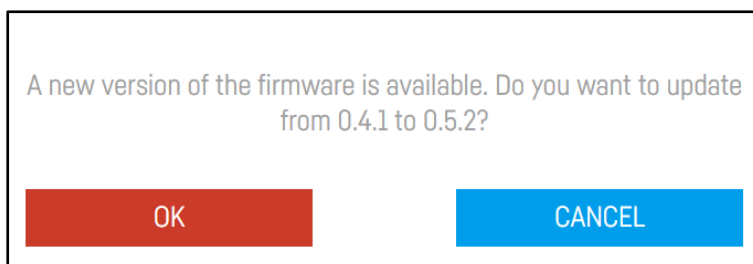 A new version of the firmware is available. Do you want to update
from 0.4.1 to 0.5.2?
OK
CANCEL